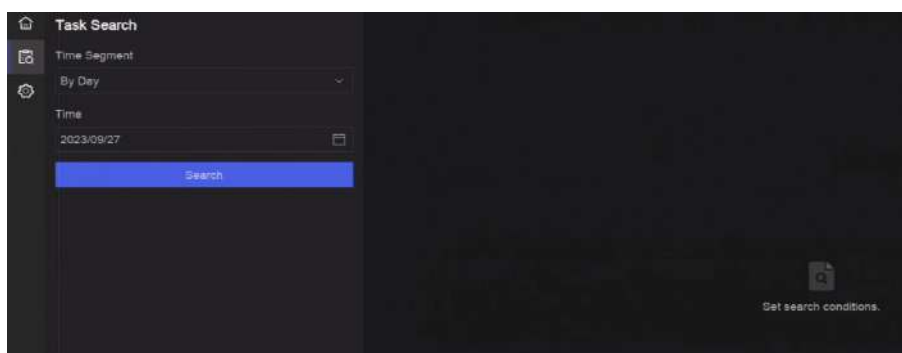 Task Search
Time Segment
By Day
Time
2023/09/27
Search
Set search conditions.